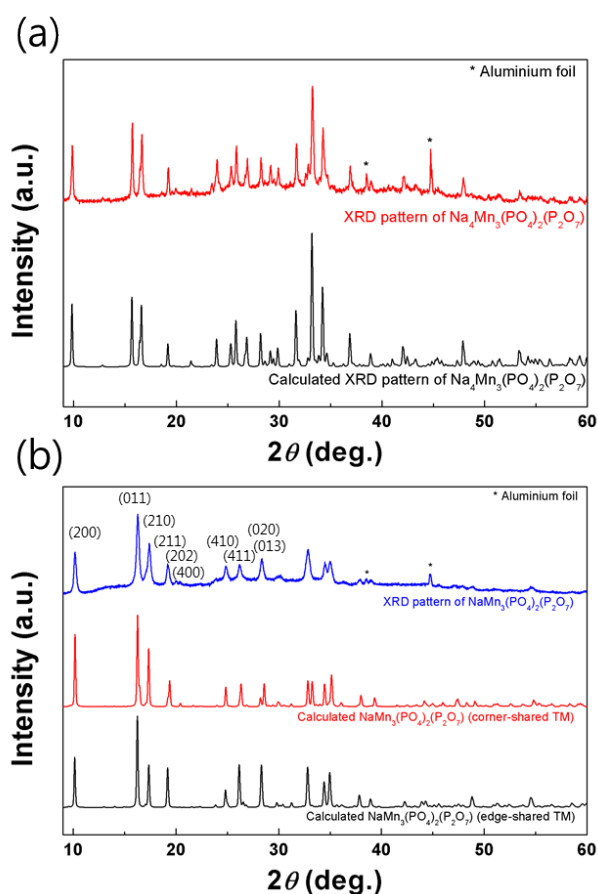 (a)
* Aluminium foil
*
*
XRD pattern of Na₄Mn₃(PO₄)₂(P₂O₇)
Calculated XRD pattern of Na₄Mn₃(PO₄)₂(P₂O₇)
Intensity (a.u.)
10 20 30 40 50 60
2θ (deg.)
(b)
* Aluminium foil
(011)
(200)
(210)
(211)
(202)
(400)
(410)
(411)
(020)
(013)
*
*
XRD pattern of NaMn₃(PO₄)₂(P₂O₇)
Calculated NaMn₃(PO₄)₂(P₂O₇) (corner-shared TM)
Calculated NaMn₃(PO₄)₂(P₂O₇) (edge-shared TM)
Intensity (a.u.)
10 20 30 40 50 60
2θ (deg.)